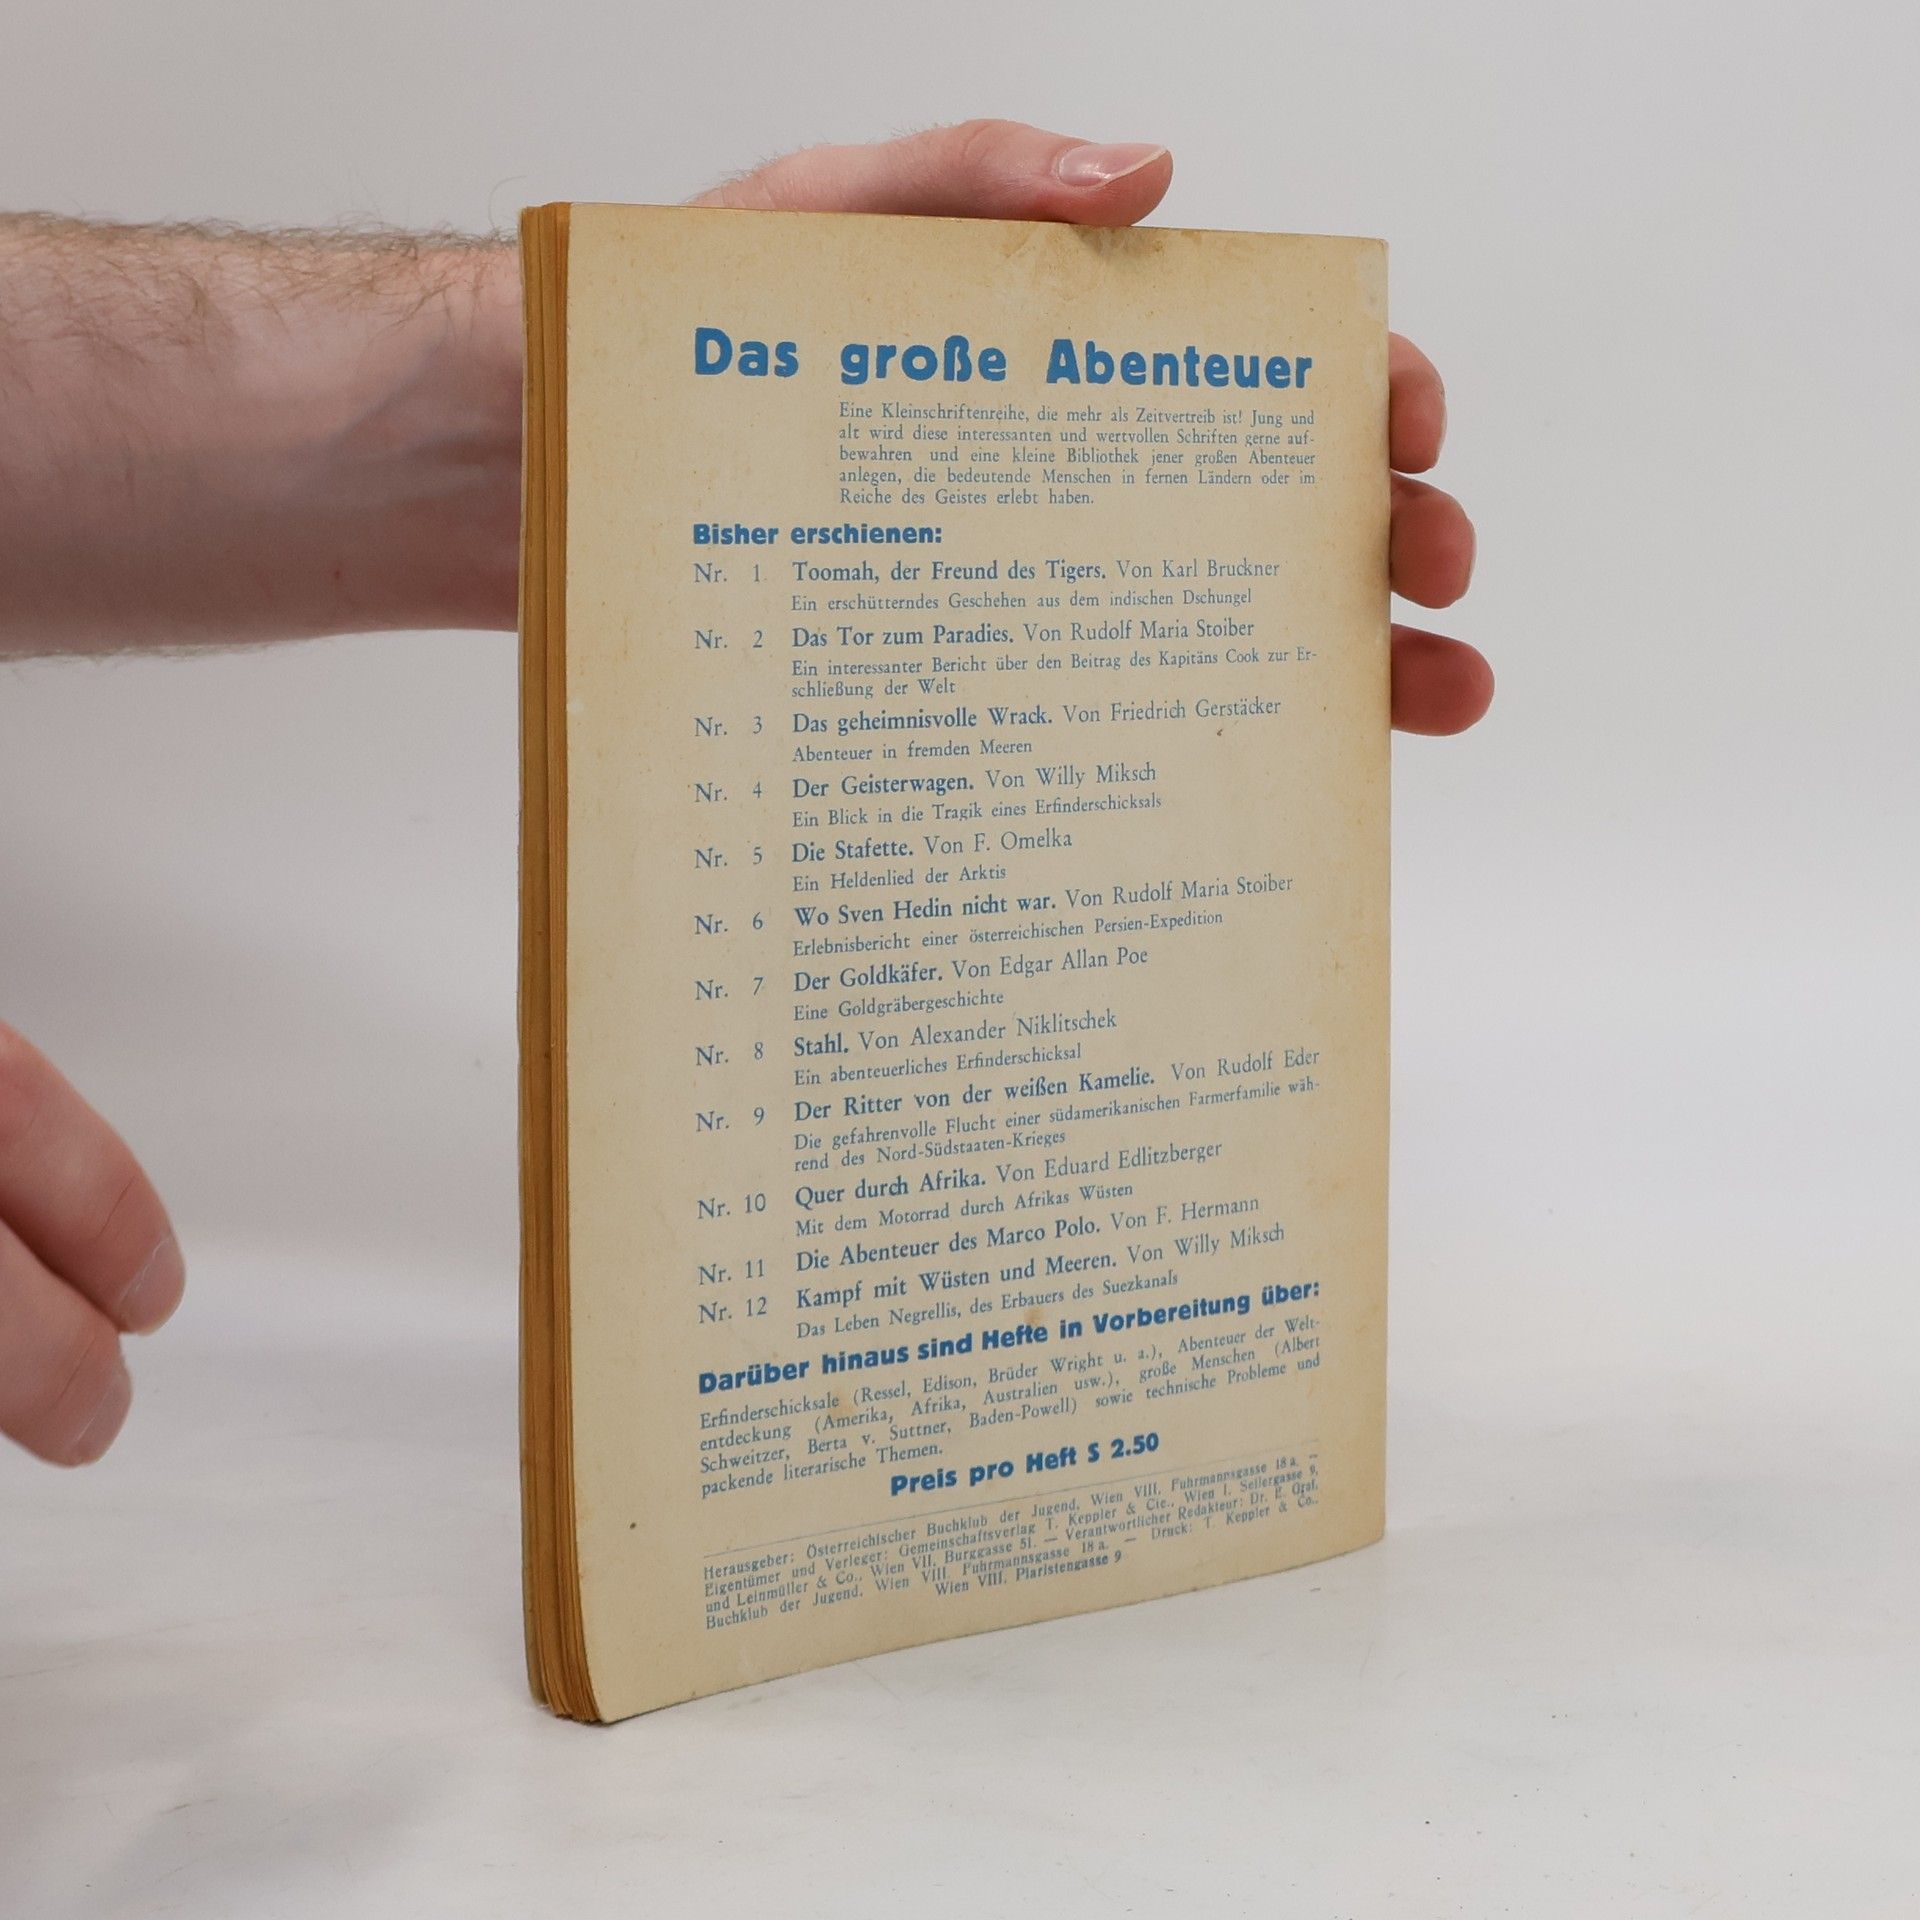 Das große Abenteuer
Eine Kleinschriftenreihe, die mehr als Zeitvertreib ist! Jung und
alt wird diese interessanten und wertvollen Schriften gerne auf-
bewahren und eine kleine Bibliothek jener großen Abenteuer
anlegen, die bedeutende Menschen in fernen Ländern oder im
Reiche des Geistes erlebt haben.
Bisher erschienen:
Nr. 1 Toomah, der Freund des Tigers. Von Karl Bruckner
Ein erschütterndes Geschehen aus dem indischen Dschungel
Nr. 2 Das Tor zum Paradies. Von Rudolf Maria Stoiber
Ein interessanter Bericht über den Beitrag des Kapitäns Cook zur Er-
schließung der Welt
Nr. 3 Das geheimnisvolle Wrack. Von Friedrich Gerstäcker
Abenteuer in fremden Meeren
Nr. 4 Der Geisterwagen. Von Willy Miksch
Ein Blick in die Tragik eines Erfinderschicksals
Nr. 5 Die Stafette. Von F. Omelka
Ein Heldenlied der Arktis
Nr. 6 Wo Sven Hedin nicht war. Von Rudolf Maria Stoiber
Erlebnisbericht einer österreichischen Persien-Expedition
Nr. 7 Der Goldkäfer. Von Edgar Allan Poe
Eine Goldgräbergeschichte
Nr. 8 Stahl. Von Alexander Niklitschek
Ein abenteuerliches Erfinderschicksal
Nr. 9 Der Ritter von der weißen Kamelie. Von Rudolf Eder
Die gefahrenvolle Flucht einer südamerikanischen Farmerfamilie wäh-
rend des Nord-Südstaaten-Krieges
Nr. 10 Quer durch Afrika. Von Eduard Edlitzberger
Mit dem Motorrad durch Afrikas Wüsten
Nr. 11 Die Abenteuer des Marco Polo. Von F. Hermann
Nr. 12 Kampf mit Wüsten und Meeren. Von Willy Miksch
Das Leben Negrellis, des Erbauers des Suezkanals
Darüber hinaus sind Hefte in Vorbereitung über:
Erfinderschicksale (Ressel, Edison, Brüder Wright u. a.), Abenteuer der Welt-
entdeckung (Amerika, Afrika, Australien usw.), große Menschen (Albert
Schweitzer, Berta v. Suttner, Baden-Powell) sowie technische Probleme und
packende literarische Themen.
Preis pro Heft S 2.50
Herausgeber: Österreichischer Buchklub der Jugend, Wien VIII, Fuhrmannsgasse 18 a. —
Eigentümer und Verleger: Gemeinschaftsverlag T. Keppler & Cie., Wien I, Seilergasse 9,
und Leinmüller & Co., Wien VII, Burggasse 51. — Verantwortlicher Redakteur: Dr. E. Graf,
Buchklub der Jugend, Wien VIII, Fuhrmannsgasse 18 a. — Druck: T. Keppler & Co.,
Wien VIII, Piaristengasse 9